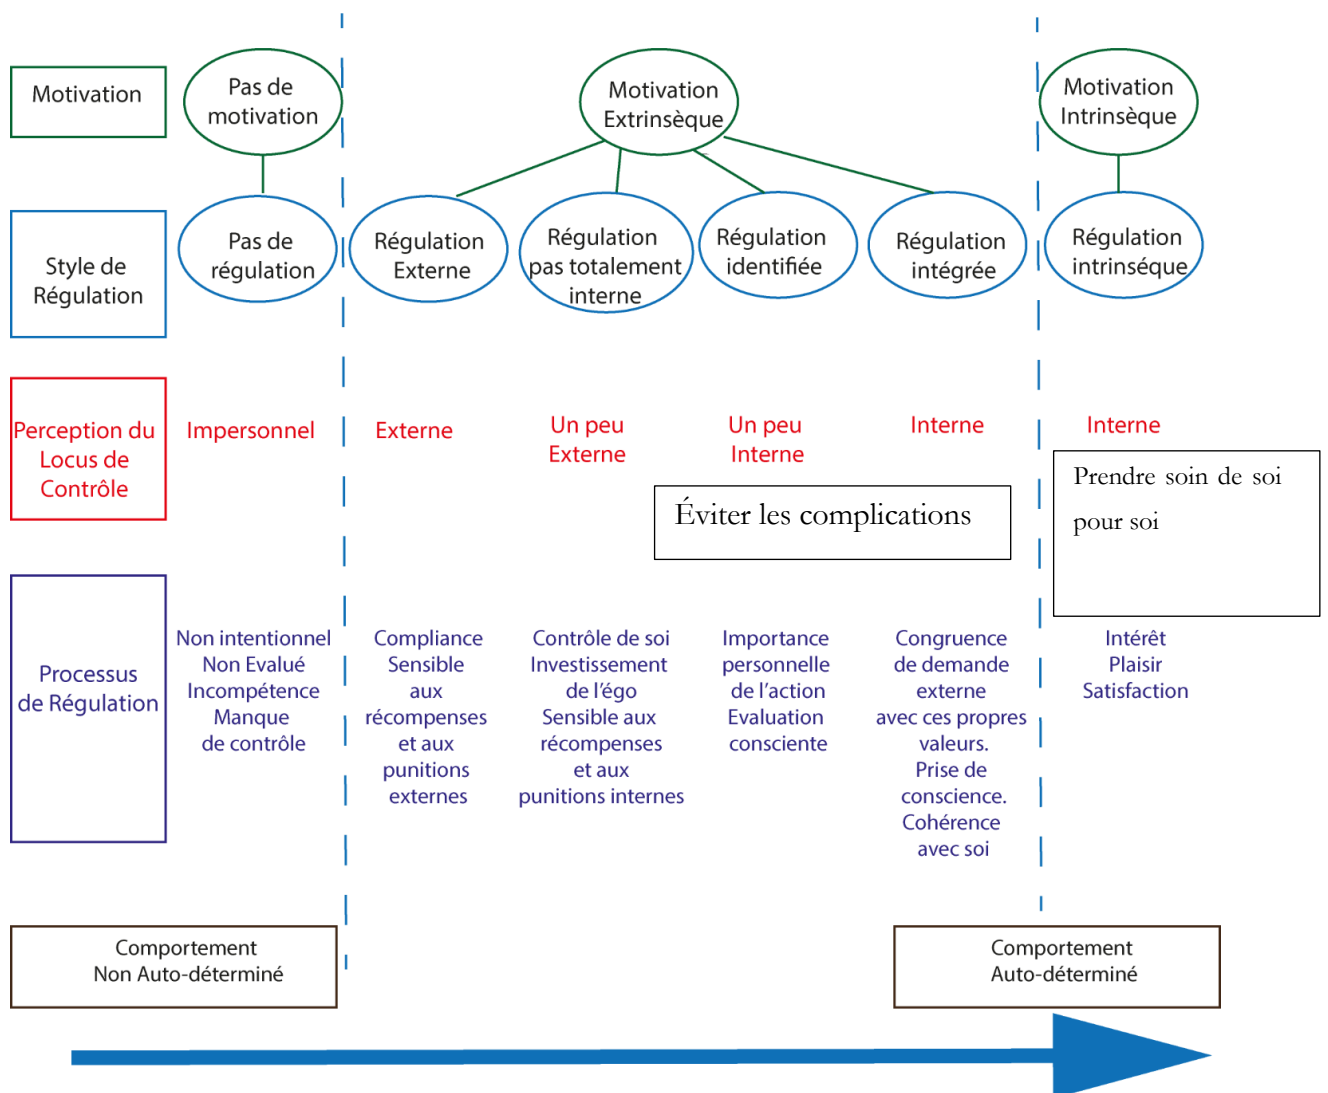 Motivation
Pas de
motivation
Motivation
Extrinsèque
Motivation
Intrinsèque
Style de
Régulation
Pas de
régulation
Régulation
Externe
Régulation
pas totalement
interne
Régulation
identifiée
Régulation
intégrée
Régulation
intrinséque
Perception du
Locus de
Contrôle
Impersonnel
Externe
Un peu
Externe
Un peu
Interne
Interne
Interne
Éviter les complications
Prendre soin de soi
pour soi
Processus
de Régulation
Non intentionnel
Non Evalué
Incompétence
Manque
de contrôle
Compliance
Sensible
aux
récompenses
et aux
punitions
externes
Contrôle de soi
Investissement
de l'égo
Sensible aux
récompenses
et aux
punitions internes
Importance
personnelle
de l'action
Evaluation
consciente
Congruence
de demande
externe
avec ces propres
valeurs.
Prise de
conscience.
Cohérence
avec soi
Intérêt
Plaisir
Satisfaction
Comportement
Non Auto-déterminé
Comportement
Auto-déterminé